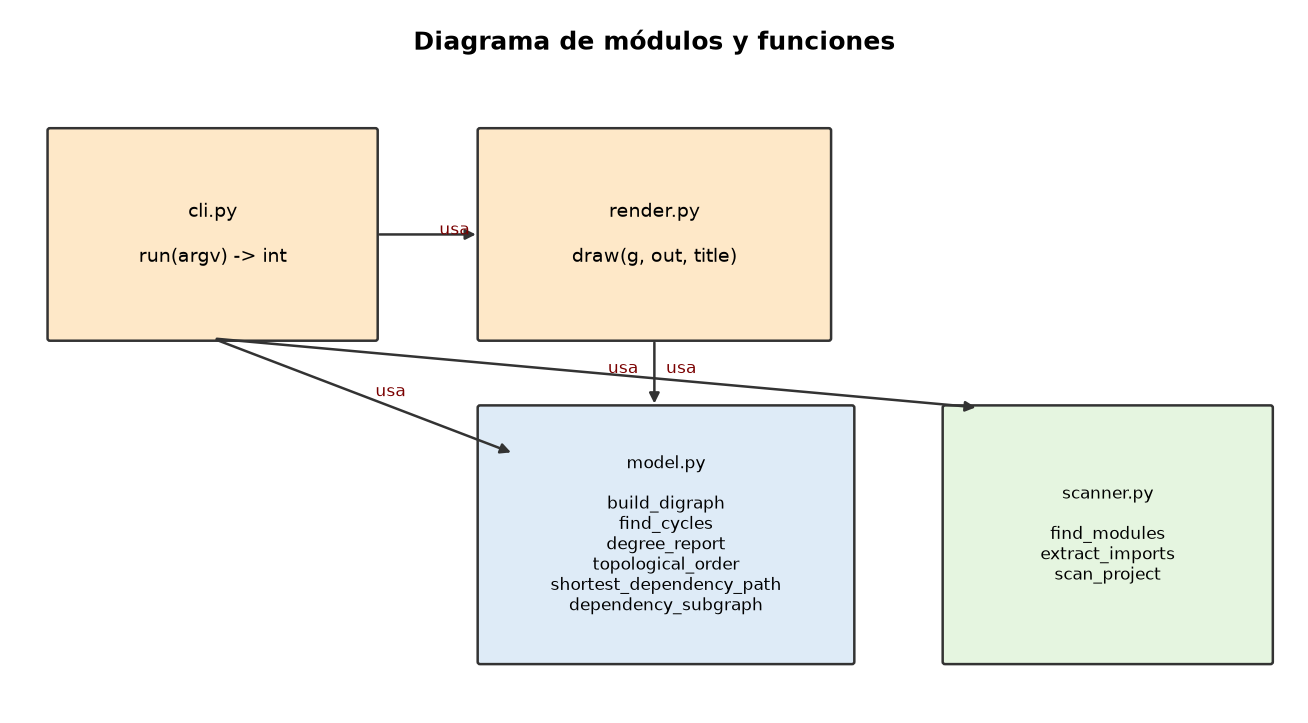 Diagrama de módulos y funciones
cli.py
run(argv) -> int
usa
render.py
draw(g, out, title)
usa
usa
usa
model.py
build_digraph
find_cycles
degree_report
topological_order
shortest_dependency_path
dependency_subgraph
scanner.py
find_modules
extract_imports
scan_project